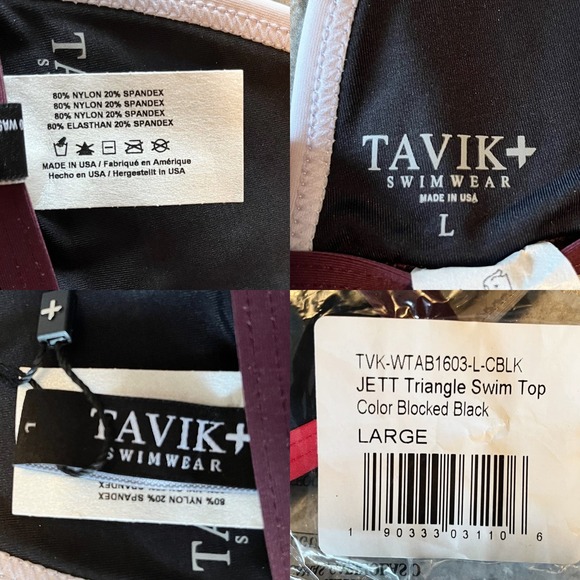 TAVIK
S
80% NYLON 20% SPANDEX
80% NYLON 20% SPANDEX
80% NYLON 20% SPANDEX
80% ELASTHAN 20% SPANDEX
MADE IN USA / Fabriqué en Amérique
Hecho en USA / Hergestellt in USA
TAVIK
SWIMWEAR
MADE IN USA
L
L
TAVIK
SWIMWEAR
80% NYLON 20% SPANDEX
TA
S
TVK-WTAB1603-L-CBLK
JETT Triangle Swim Top
Color Blocked Black
LARGE
1 90333 03110 6